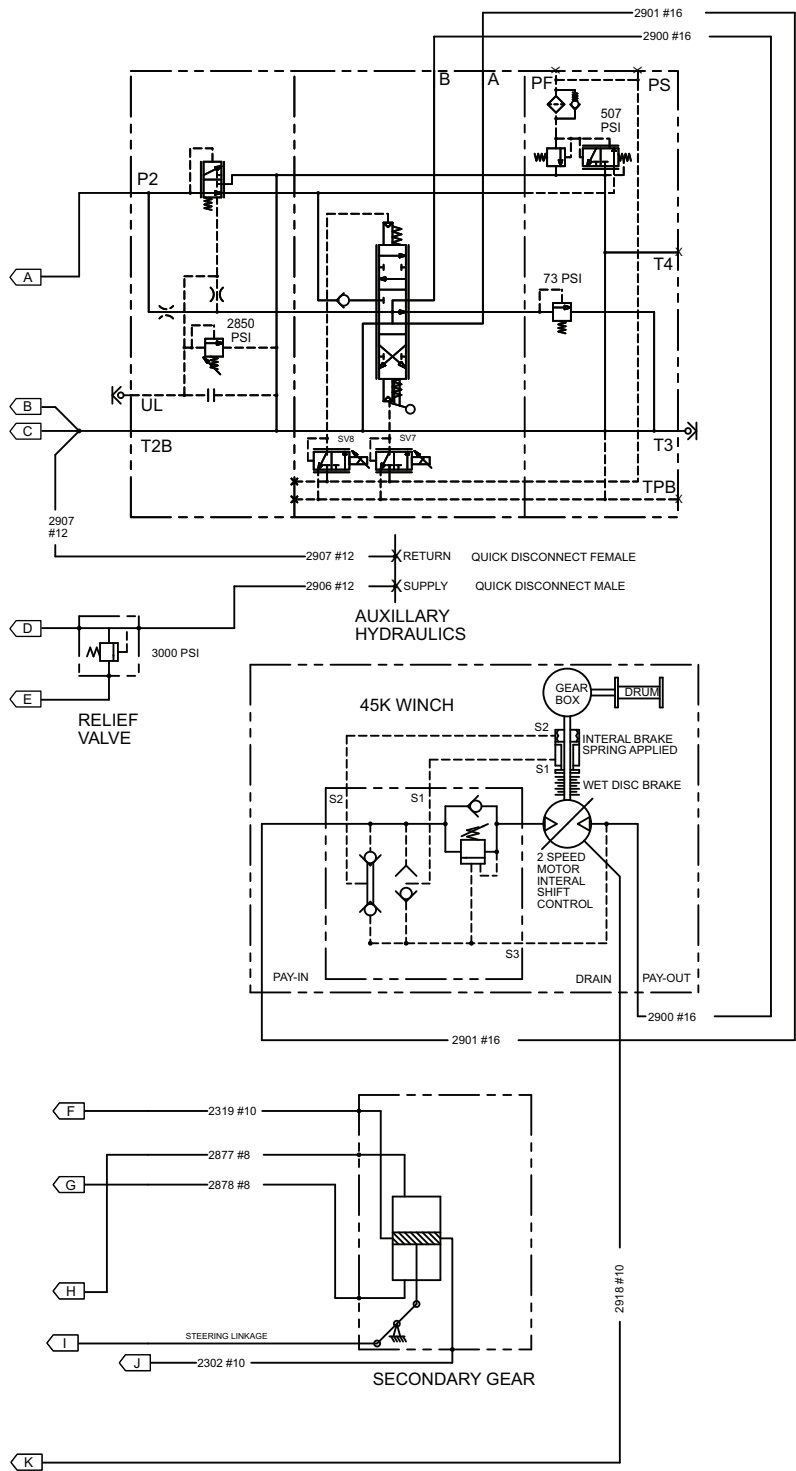 2901 #16
2900 #16
B
A
PF
PS
507
PSI
P2
A
T4
73 PSI
2850
PSI
B
UL
C
T2B
SV8
SV7
T3
TPB
2907
#12
2907 #12
RETURN
QUICK DISCONNECT FEMALE
2906 #12
SUPPLY
QUICK DISCONNECT MALE
AUXILLARY
HYDRAULICS
D
3000 PSI
E
RELIEF
VALVE
45K WINCH
GEAR
BOX
DRUM
S2
INTERAL BRAKE
SPRING APPLIED
S1
WET DISC BRAKE
S2
S1
2 SPEED
MOTOR
INTERAL
SHIFT
CONTROL
S3
PAY-IN
DRAIN
PAY-OUT
2900 #16
2901 #16
F
2319 #10
2877 #8
G
2878 #8
H
2918 #10
I
STEERING LINKAGE
J
2302 #10
SECONDARY GEAR
K